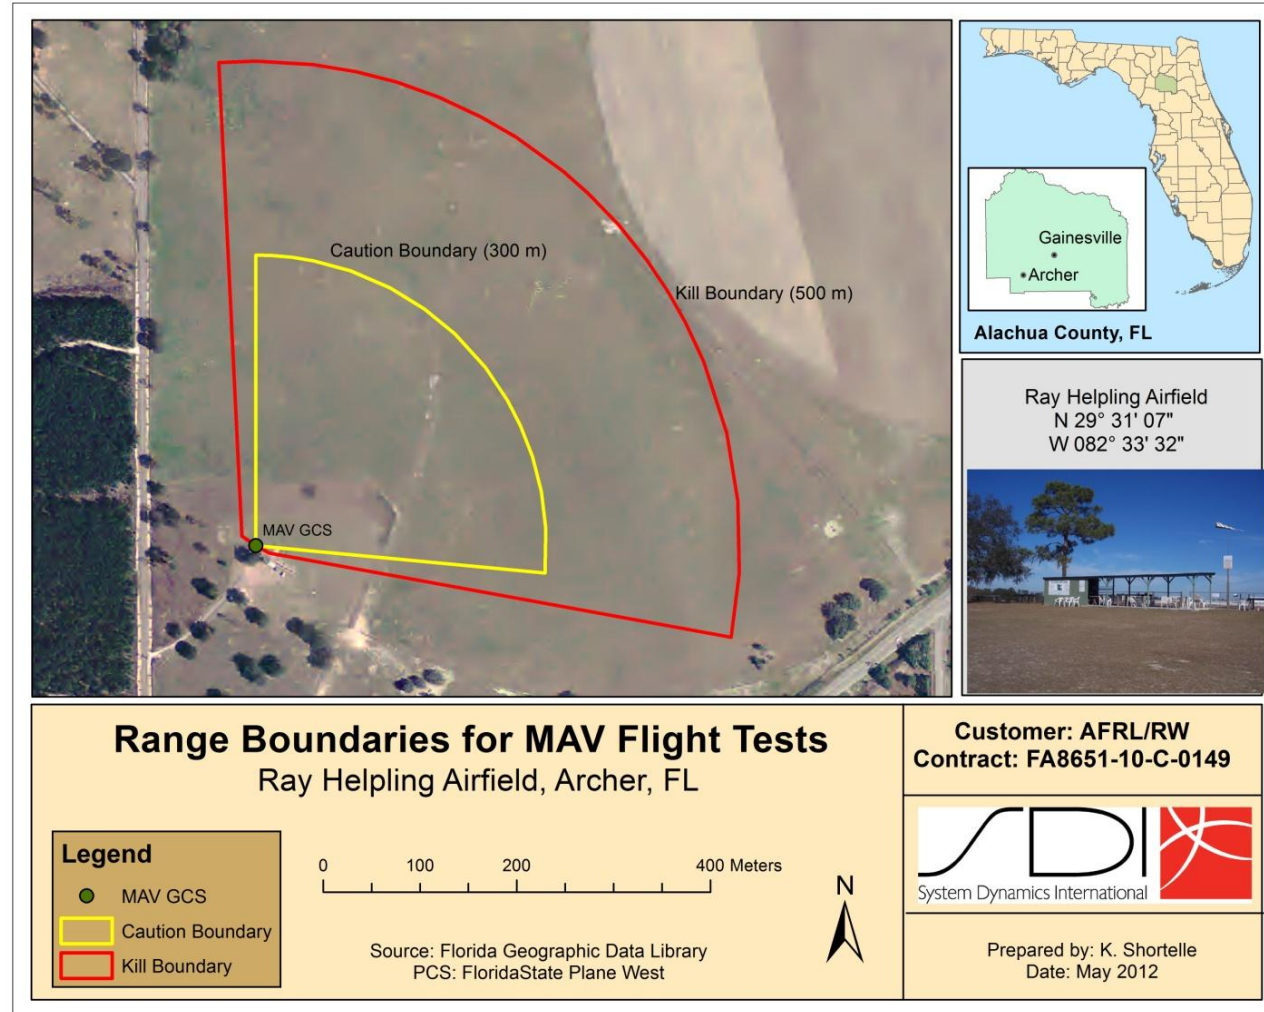 Caution Boundary (300 m)
Kill Boundary (500 m)
MAV GCS
Gainesville
Archer
Alachua County, FL
Ray Helpling Airfield
N 29° 31' 07"
W 082° 33' 32"
Range Boundaries for MAV Flight Tests
Ray Helpling Airfield, Archer, FL
Legend
MAV GCS
Caution Boundary
Kill Boundary
0 100 200 400 Meters
N
Source: Florida Geographic Data Library
PCS: FloridaState Plane West
Customer: AFRL/RW
Contract: FA8651-10-C-0149
SDI
System Dynamics International
Prepared by: K. Shortelle
Date: May 2012